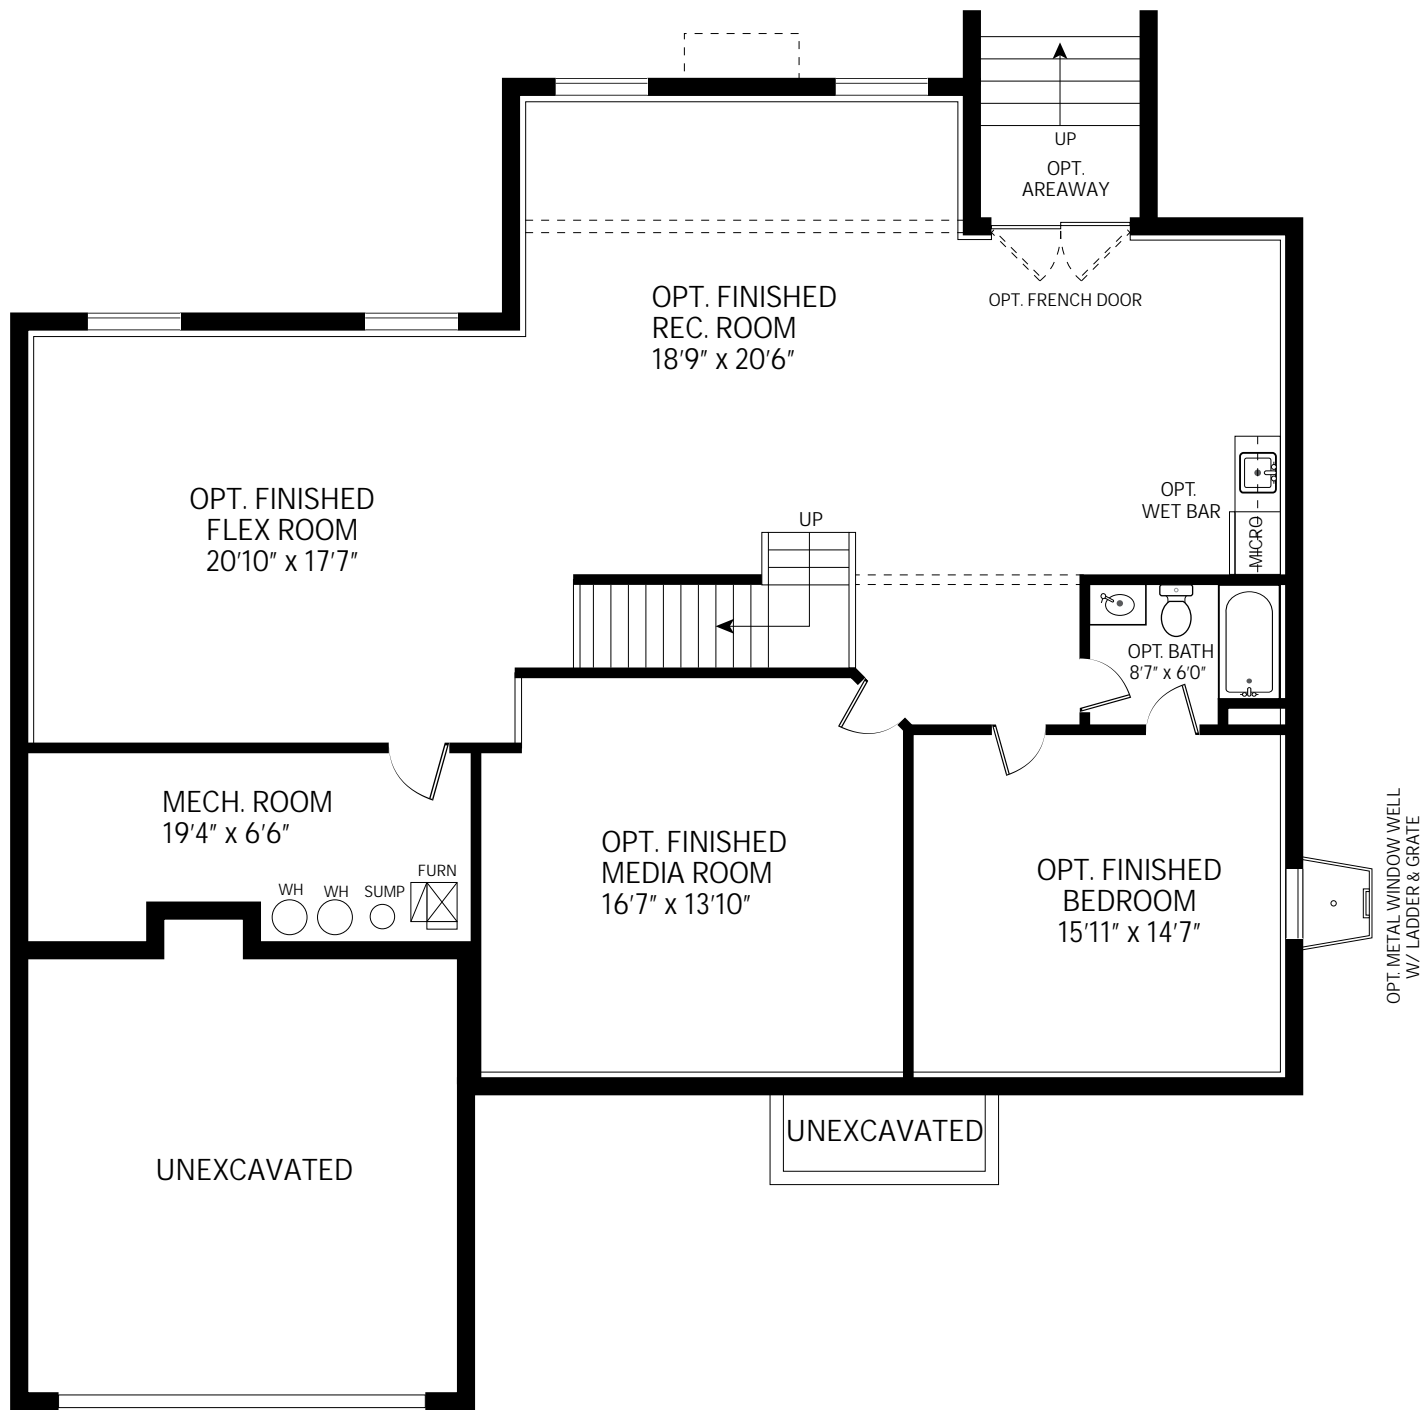 UP
OPT.
AREAWAY
OPT. FINISHED
REC. ROOM
18'9" x 20'6"
OPT. FRENCH DOOR
OPT. FINISHED
FLEX ROOM
20'10" x 17'7"
OPT.
WET BAR
MICRO
UP
OPT. BATH
8'7" x 6'0"
MECH. ROOM
19'4" x 6'6"
WH
WH
SUMP
FURN
OPT. FINISHED
MEDIA ROOM
16'7" x 13'10"
OPT. FINISHED
BEDROOM
15'11" x 14'7"
OPT. METAL WINDOW WELL
W/ LADDER & GRATE
UNEXCAVATED
UNEXCAVATED